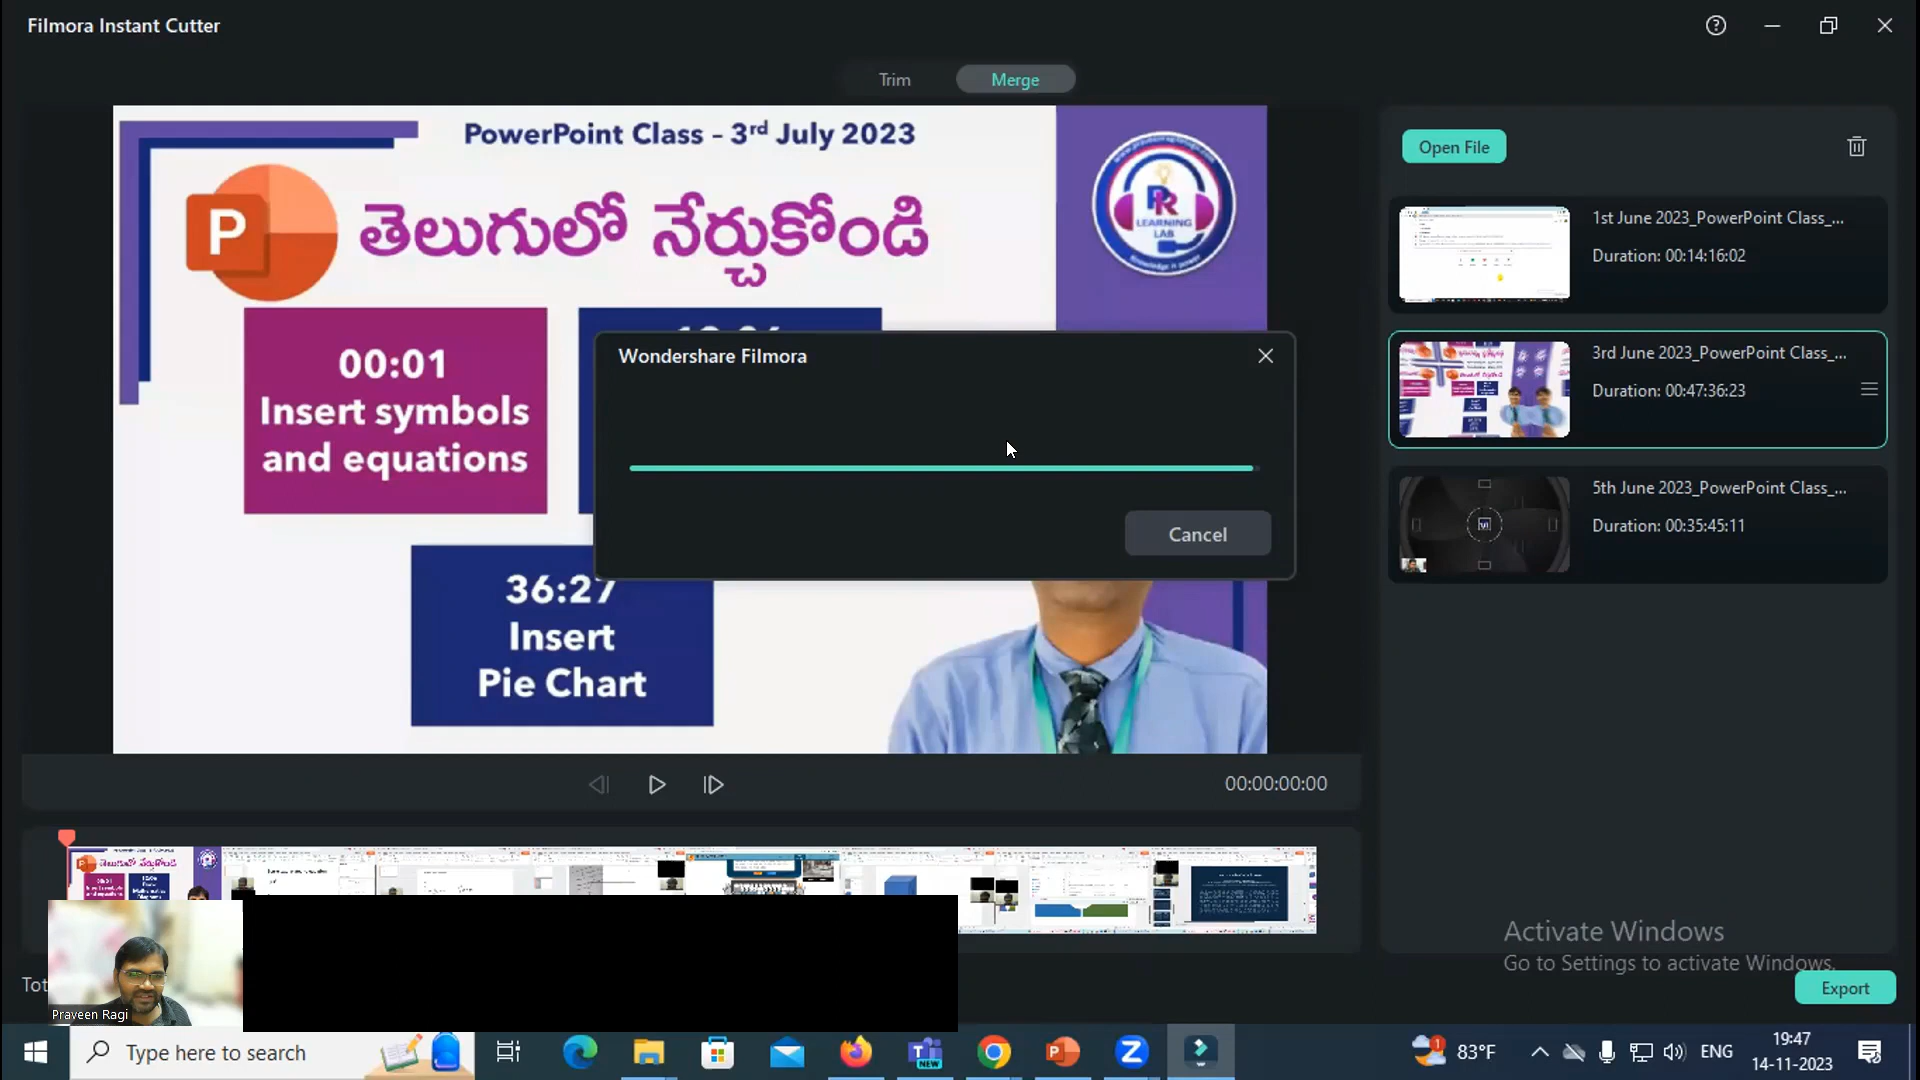 Filmora Instant Cutter
Trim
Merge
PowerPoint Class – 3rd July 2023
P
తెలుగులో నేర్చుకోండి
LEARNING
LAB
00:01
Insert symbols
and equations
36:27
Insert
Pie Chart
Wondershare Filmora
Cancel
Open File
1st June 2023_PowerPoint Class_...
Duration: 00:14:16:02
3rd June 2023_PowerPoint Class_...
Duration: 00:47:36:23
5th June 2023_PowerPoint Class_...
Duration: 00:35:45:11
00:00:00:00
Tot
Praveen Ragi
Activate Windows
Go to Settings to activate Windows.
Export
Type here to search
NEW
83°F
ENG
19:47
14-11-2023